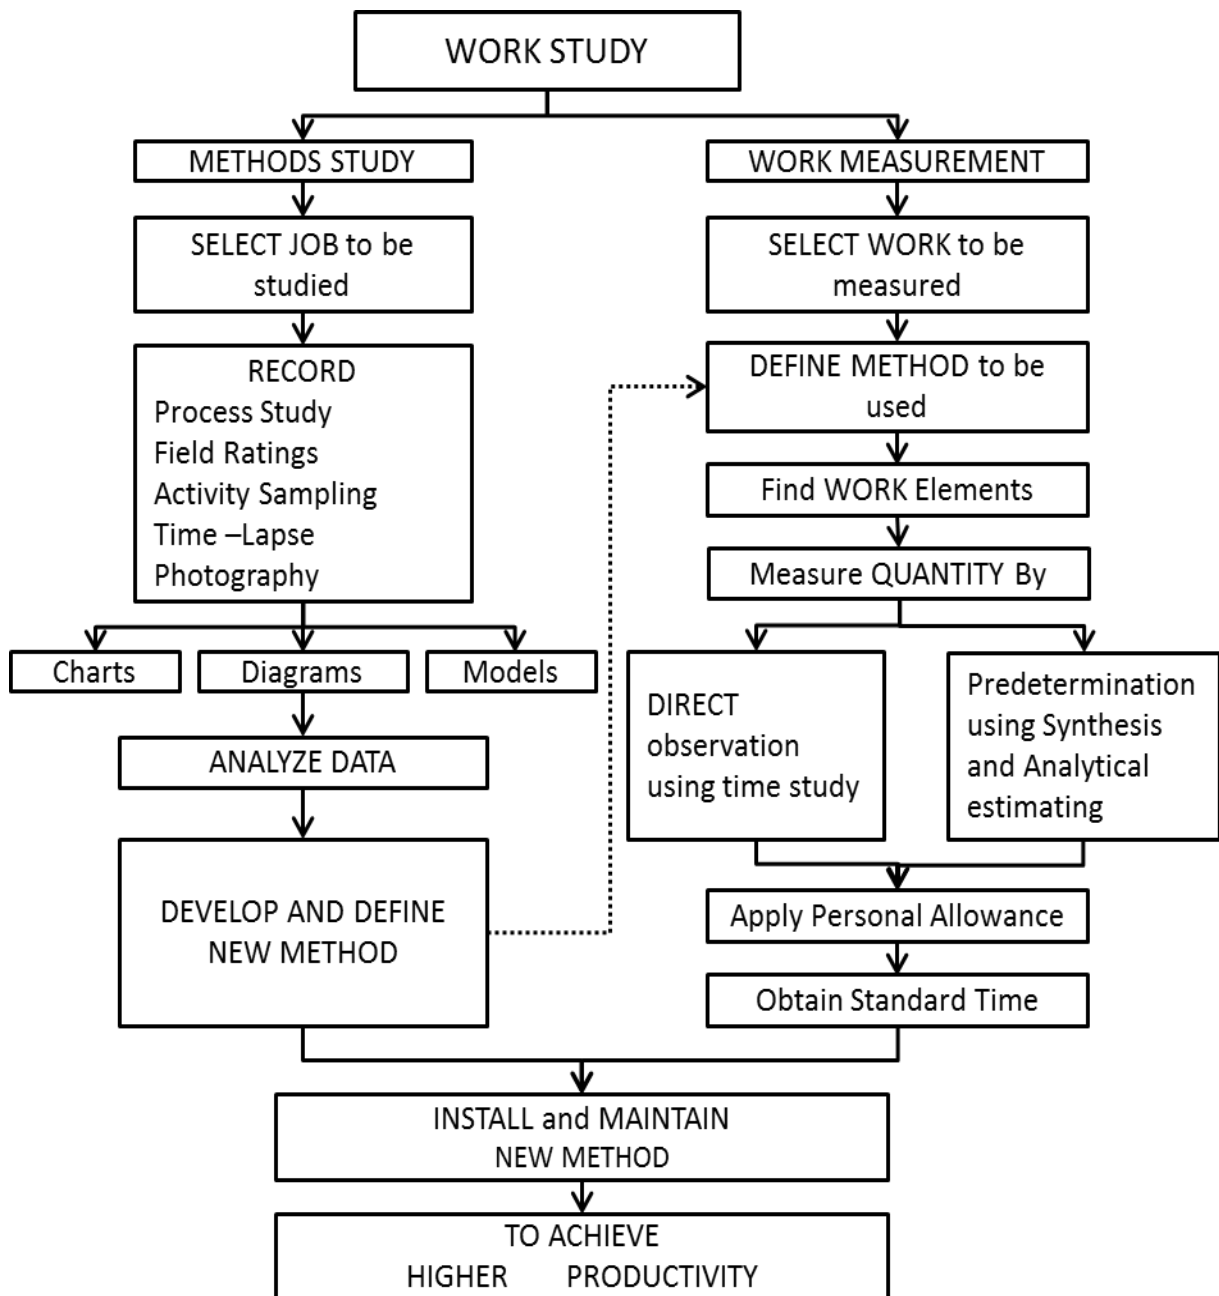 WORK STUDY
METHODS STUDY
WORK MEASUREMENT
SELECT JOB to be
studied
SELECT WORK to be
measured
RECORD
Process Study
Field Ratings
Activity Sampling
Time –Lapse
Photography
DEFINE METHOD to be
used
Find WORK Elements
Measure QUANTITY By
Charts
Diagrams
Models
DIRECT
observation
using time study
Predetermination
using Synthesis
and Analytical
estimating
ANALYZE DATA
DEVELOP AND DEFINE
NEW METHOD
Apply Personal Allowance
Obtain Standard Time
INSTALL and MAINTAIN
NEW METHOD
TO ACHIEVE
HIGHER PRODUCTIVITY